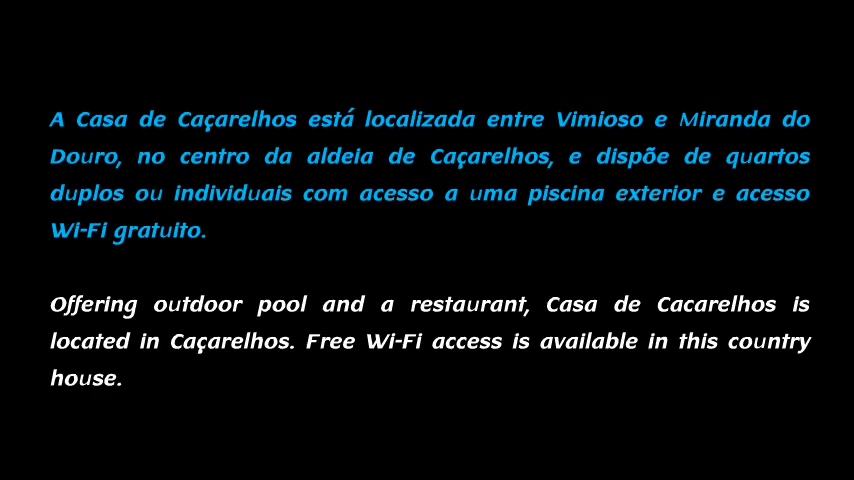 A Casa de Caçarelhos está localizada entre Vimioso e Miranda do
Douro, no centro da aldeia de Caçarelhos, e dispõe de quartos
duplos ou individuais com acesso a uma piscina exterior e acesso
Wi-Fi gratuito.
Offering outdoor pool and a restaurant, Casa de Cacarelhos is
located in Caçarelhos. Free Wi-Fi access is available in this country
house.